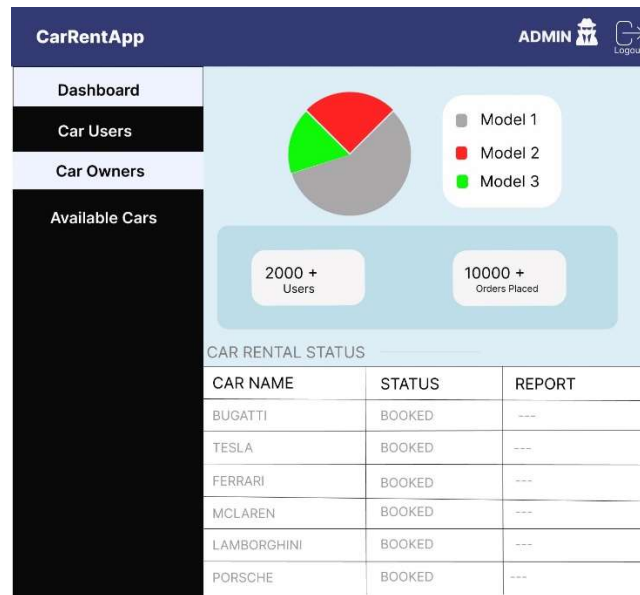 CarRentApp
ADMIN
Logou
Dashboard
Car Users
Car Owners
Available Cars
Model 1
Model 2
Model 3
2000 +
Users
10000 +
Orders Placed
CAR RENTAL STATUS
CAR NAME STATUS REPORT
BUGATTI BOOKED ---
TESLA BOOKED ---
FERRARI BOOKED ---
MCLAREN BOOKED ---
LAMBORGHINI BOOKED ---
PORSCHE BOOKED ---